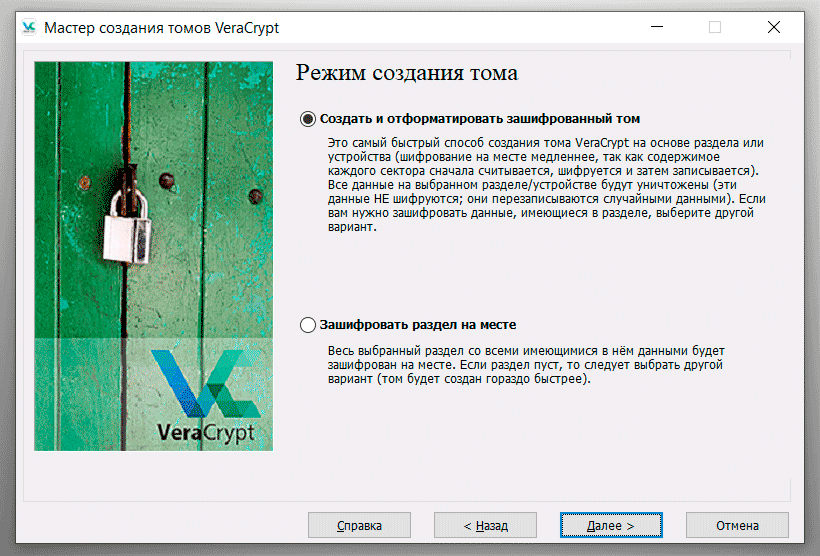 Мастер создания томов VeraCrypt
Режим создания тома
Создать и отформатировать зашифрованный том
Это самый быстрый способ создания тома VeraCrypt на основе раздела или
устройства (шифрование на месте медленнее, так как содержимое
каждого сектора сначала считывается, шифруется и затем записывается).
Все данные на выбранном разделе/устройстве будут уничтожены (эти
данные НЕ шифруются; они перезаписываются случайными данными). Если
вам нужно зашифровать данные, имеющиеся в разделе, выберите другой
вариант.
Зашифровать раздел на месте
Весь выбранный раздел со всеми имеющимися в нём данными будет
зашифрован на месте. Если раздел пуст, то следует выбрать другой
вариант (том будет создан гораздо быстрее).
VeraCrypt
Справка
< Назад
Далее >
Отмена